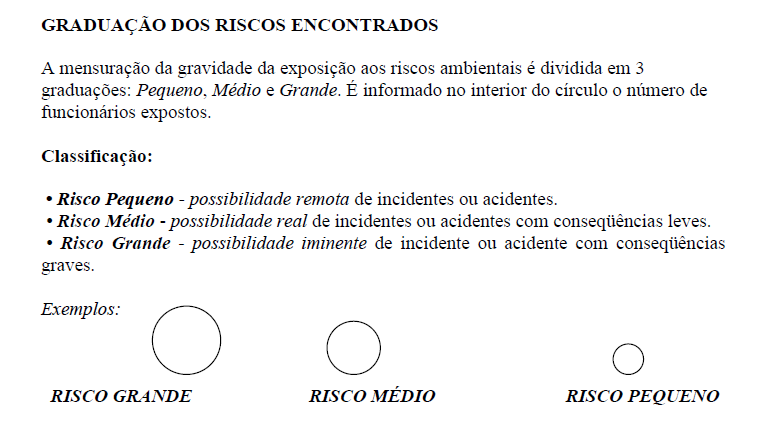 GRADUAÇÃO DOS RISCOS ENCONTRADOS
A mensuração da gravidade da exposição aos riscos ambientais é dividida em 3
graduações: Pequeno, Médio e Grande. É informado no interior do círculo o número de
funcionários expostos.
Classificação:
• Risco Pequeno - possibilidade remota de incidentes ou acidentes.
• Risco Médio - possibilidade real de incidentes ou acidentes com conseqüências leves.
• Risco Grande - possibilidade iminente de incidente ou acidente com conseqüências
graves.
Exemplos:
RISCO GRANDE RISCO MÉDIO RISCO PEQUENO